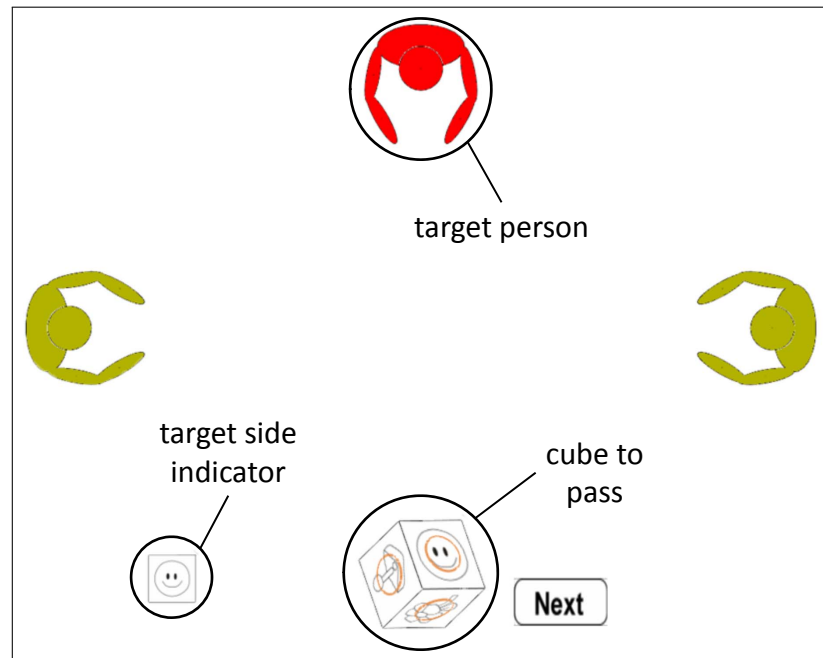 target person
target side
indicator
cube to
pass
Next